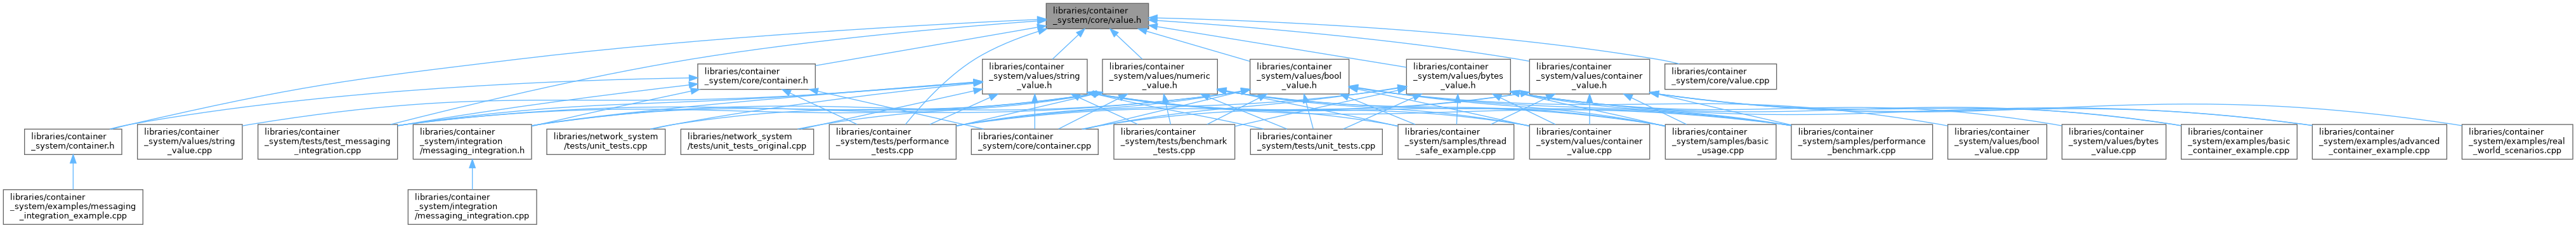 libraries/container
_system/core/value.h
libraries/container
_system/core/container.h
libraries/container
_system/values/string
_value.h
libraries/container
_system/values/numeric
_value.h
libraries/container
_system/values/bool
_value.h
libraries/container
_system/values/bytes
_value.h
libraries/container
_system/values/container
_value.h
libraries/container
_system/core/value.cpp
libraries/container
_system/container.h
libraries/container
_system/values/string
_value.cpp
libraries/container
_system/tests/test_messaging
_integration.cpp
libraries/container
_system/integration
/messaging_integration.h
libraries/network_system
/tests/unit_tests.cpp
libraries/network_system
/tests/unit_tests_original.cpp
libraries/container
_system/tests/performance
_tests.cpp
libraries/container
_system/core/container.cpp
libraries/container
_system/tests/benchmark
_tests.cpp
libraries/container
_system/tests/unit_tests.cpp
libraries/container
_system/samples/thread
_safe_example.cpp
libraries/container
_system/values/container
_value.cpp
libraries/container
_system/samples/basic
_usage.cpp
libraries/container
_system/samples/performance
_benchmark.cpp
libraries/container
_system/values/bool
_value.cpp
libraries/container
_system/values/bytes
_value.cpp
libraries/container
_system/examples/basic
_container_example.cpp
libraries/container
_system/examples/advanced
_container_example.cpp
libraries/container
_system/examples/real
_world_scenarios.cpp
libraries/container
_system/examples/messaging
_integration_example.cpp
libraries/container
_system/integration
/messaging_integration.cpp